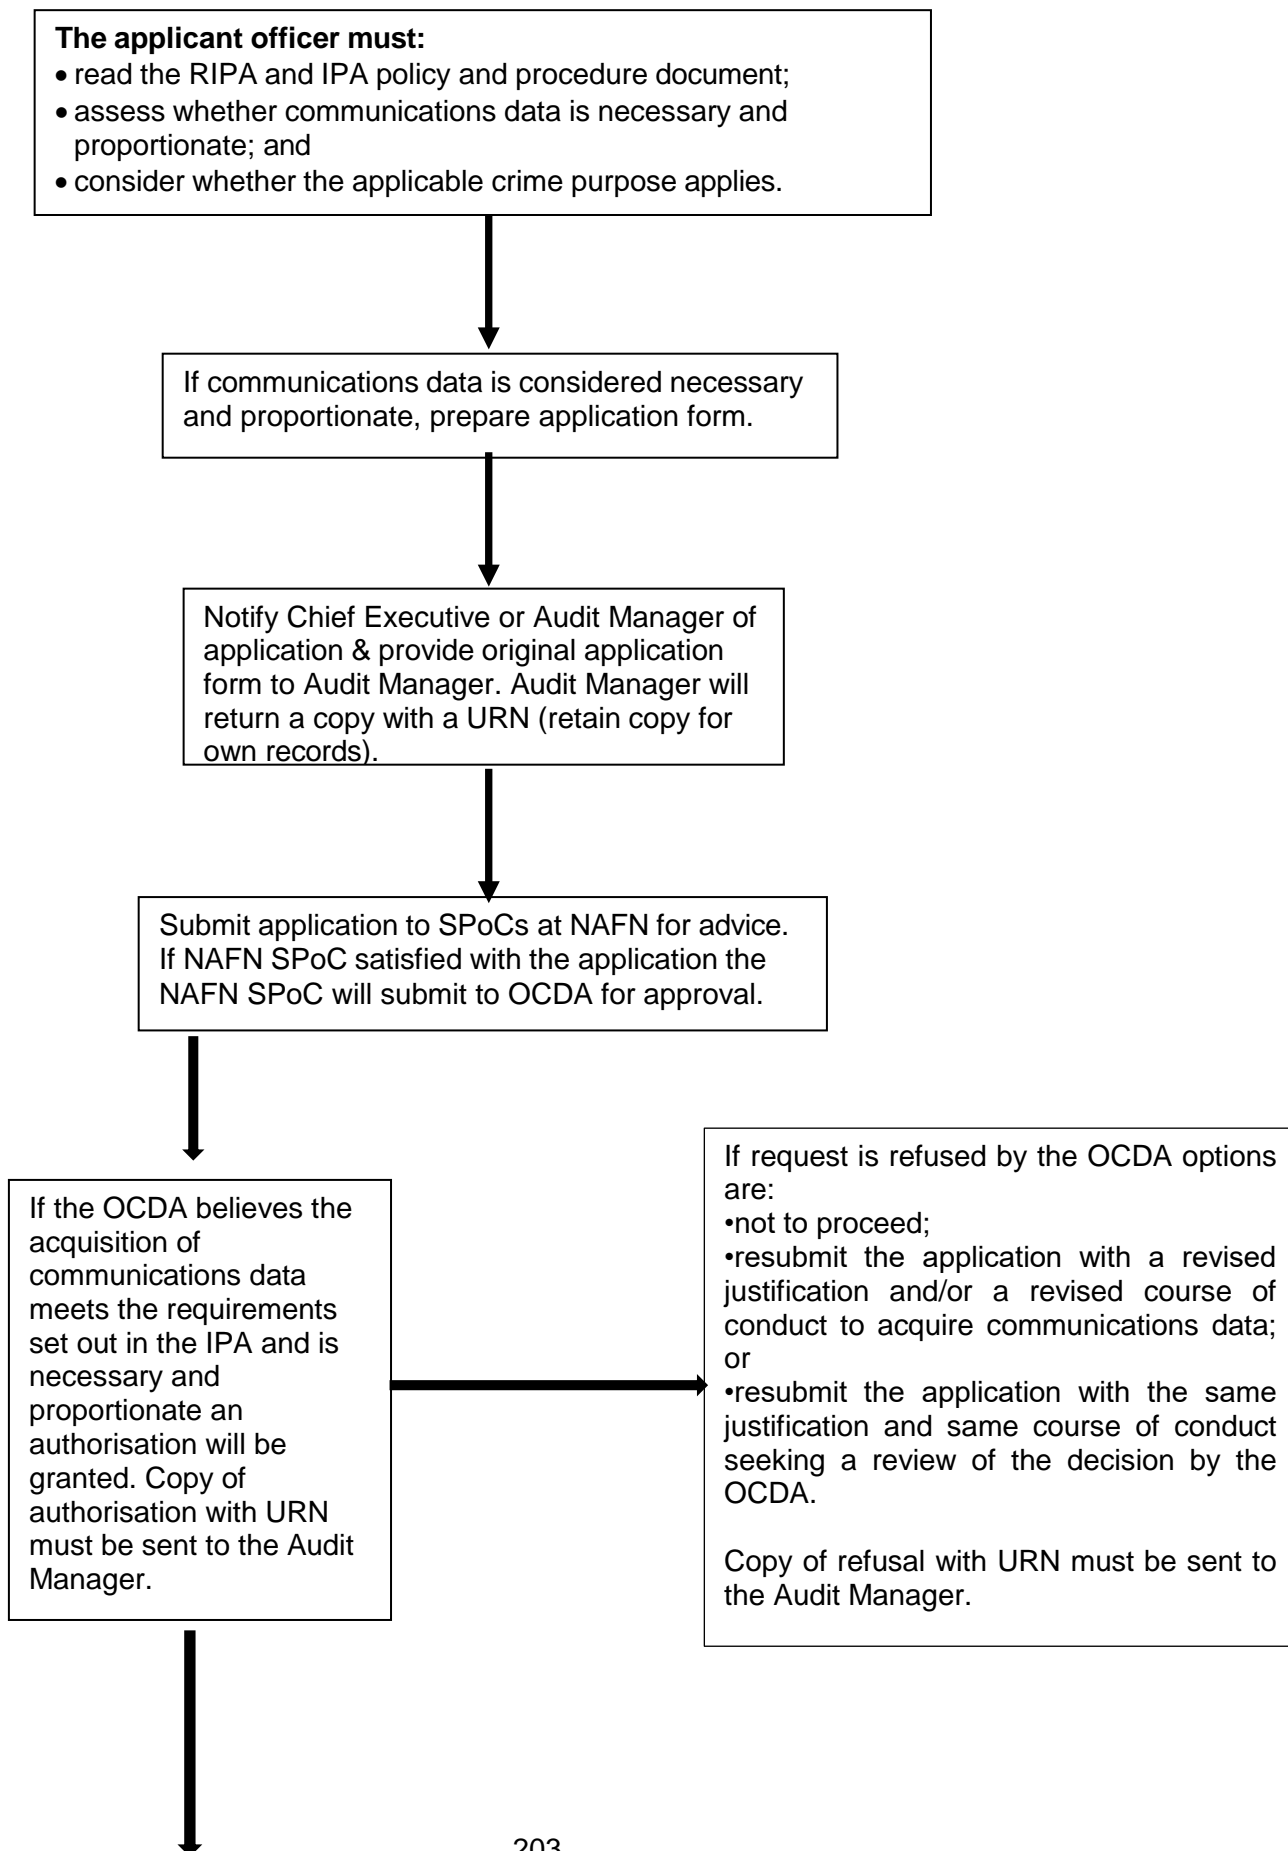 The applicant officer must:
• read the RIPA and IPA policy and procedure document;
• assess whether communications data is necessary and
proportionate; and
• consider whether the applicable crime purpose applies.
If communications data is considered necessary
and proportionate, prepare application form.
Notify Chief Executive or Audit Manager of
application & provide original application
form to Audit Manager. Audit Manager will
return a copy with a URN (retain copy for
own records).
Submit application to SPoCs at NAFN for advice.
If NAFN SPoC satisfied with the application the
NAFN SPoC will submit to OCDA for approval.
If the OCDA believes the
acquisition of
communications data
meets the requirements
set out in the IPA and is
necessary and
proportionate an
authorisation will be
granted. Copy of
authorisation with URN
must be sent to the Audit
Manager.
If request is refused by the OCDA options
are:
•not to proceed;
•resubmit the application with a revised
justification and/or a revised course of
conduct to acquire communications data;
or
•resubmit the application with the same
justification and same course of conduct
seeking a review of the decision by the
OCDA.
Copy of refusal with URN must be sent to
the Audit Manager.
203